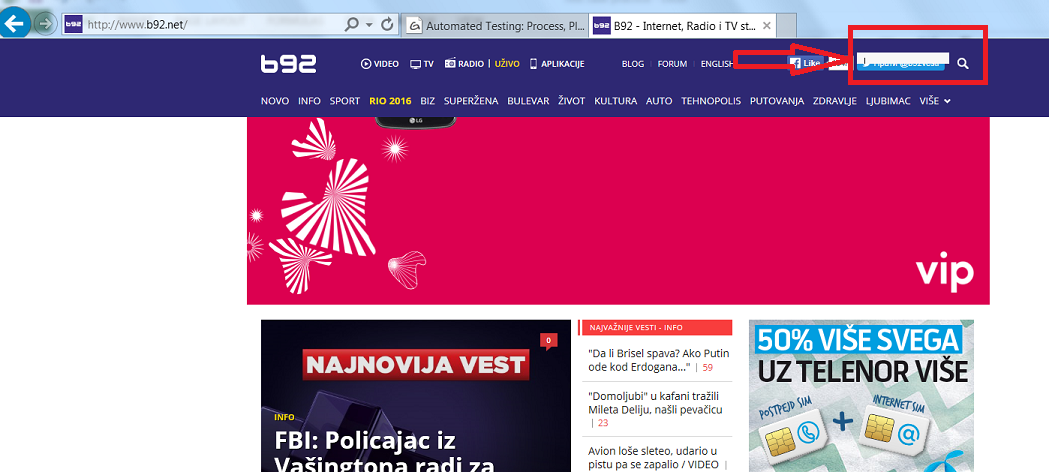 http://www.b92.net/
Automated Testing: Process, Pl...
B92 - Internet, Radio i TV st...
b92
VIDEO
TV
RADIO | UŽIVO
APLIKACIJE
BLOG | FORUM | ENGLISH
Like
NOVO INFO SPORT RIO 2016 BIZ SUPERŽENA BULEVAR ŽIVOT KULTURA AUTO TEHNOPOLIS PUTOVANJA ZDRAVLJE LJUBIMAC VIŠE
LG
vip
NAJNOVIJA VEST
0
INFO
FBI: Policajac iz
Vašingtona radi za
NAJVAŽNIJE VESTI - INFO
"Da li Brisel spava? Ako Putin
ode kod Erdogana..." | 59
"Domoljubi" u kafani tražili
Mileta Deliju, našli pevačicu
| 23
Avion loše sleteo, udario u
pistu pa se zapalio / VIDEO |
50% VIŠE SVEGA
UZ TELENOR VIŠE
POSTPEJD SIM
INTERNET SIM